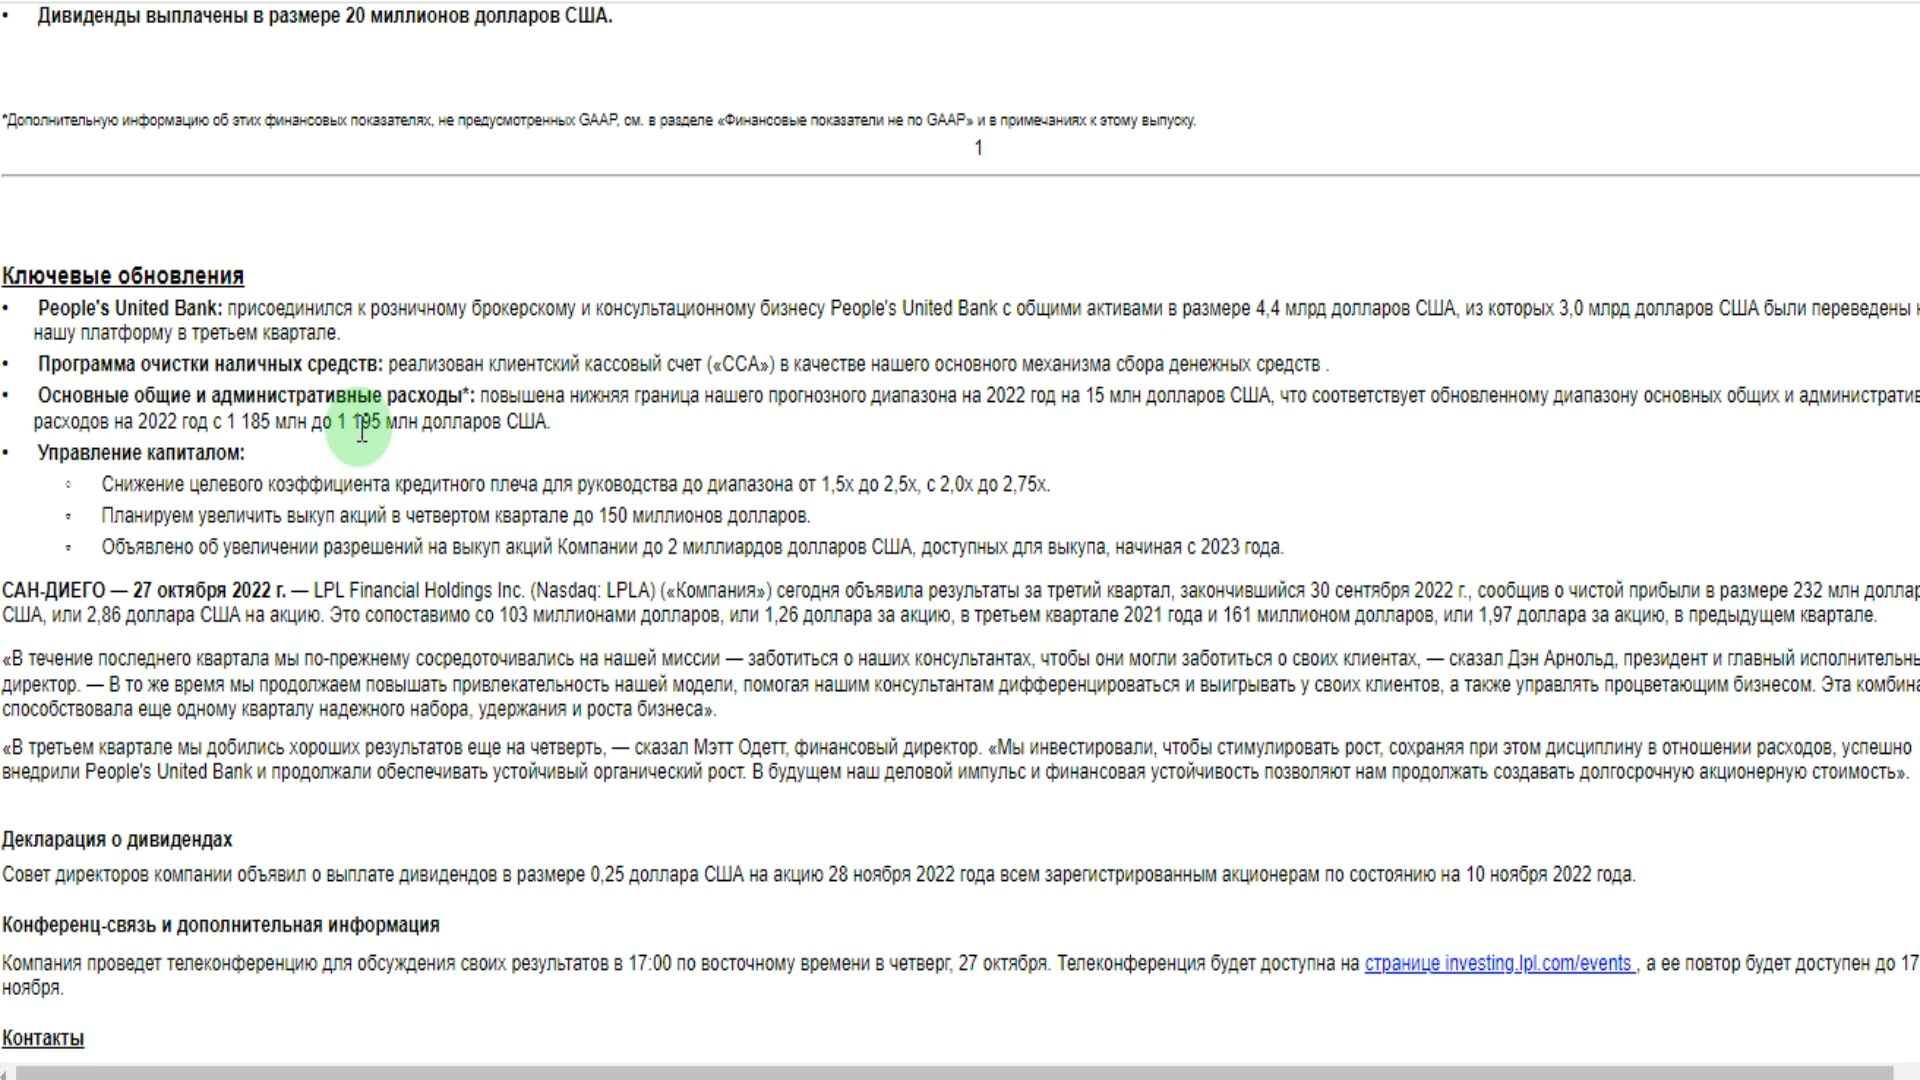 • Дивиденды выплачены в размере 20 миллионов долларов США.
*Дополнительную информацию об этих финансовых показателях, не предусмотренных GAAP, см. в разделе «Финансовые показатели не по GAAP» и в примечаниях к этому выпуску.
1
Ключевые обновления
• People's United Bank: присоединился к розничному брокерскому и консультационному бизнесу People's United Bank с общими активами в размере 4,4 млрд долларов США, из которых 3,0 млрд долларов США были переведены
нашу платформу в третьем квартале.
• Программа очистки наличных средств: реализован клиентский кассовый счет («ССА») в качестве нашего основного механизма сбора денежных средств .
• Основные общие и административные расходы*: повышена нижняя граница нашего прогнозного диапазона на 2022 год на 15 млн долларов США, что соответствует обновленному диапазону основных общих и административ
расходов на 2022 год с 1 185 млн до 1 195 млн долларов США.
• Управление капиталом:
◦ Снижение целевого коэффициента кредитного плеча для руководства до диапазона от 1,5х до 2,5х, с 2,0х до 2,75х.
◦ Планируем увеличить выкуп акций в четвертом квартале до 150 миллионов долларов.
◦ Объявлено об увеличении разрешений на выкуп акций Компании до 2 миллиардов долларов США, доступных для выкупа, начиная с 2023 года.
САН-ДИЕГО — 27 октября 2022 г. — LPL Financial Holdings Inc. (Nasdaq: LPLA) («Компания») сегодня объявила результаты за третий квартал, закончившийся 30 сентября 2022 г., сообщив о чистой прибыли в размере 232 млн доллар
США, или 2,86 доллара США на акцию. Это сопоставимо со 103 миллионами долларов, или 1,26 доллара за акцию, в третьем квартале 2021 года и 161 миллионом долларов, или 1,97 доллара за акцию, в предыдущем квартале.
«В течение последнего квартала мы по-прежнему сосредоточивались на нашей миссии — заботиться о наших консультантах, чтобы они могли заботиться о своих клиентах, — сказал Дэн Арнольд, президент и главный исполнительны
директор. — В то же время мы продолжаем повышать привлекательность нашей модели, помогая нашим консультантам дифференцироваться и выигрывать у своих клиентов, а также управлять процветающим бизнесом. Эта комбина
способствовала еще одному кварталу надежного набора, удержания и роста бизнеса».
«В третьем квартале мы добились хороших результатов еще на четверть, — сказал Мэтт Одетт, финансовый директор. «Мы инвестировали, чтобы стимулировать рост, сохраняя при этом дисциплину в отношении расходов, успешно
внедрили People's United Bank и продолжали обеспечивать устойчивый органический рост. В будущем наш деловой импульс и финансовая устойчивость позволяют нам продолжать создавать долгосрочную акционерную стоимость».
Декларация о дивидендах
Совет директоров компании объявил о выплате дивидендов в размере 0,25 доллара США на акцию 28 ноября 2022 года всем зарегистрированным акционерам по состоянию на 10 ноября 2022 года.
Конференц-связь и дополнительная информация
Компания проведет телеконференцию для обсуждения своих результатов в 17:00 по восточному времени в четверг, 27 октября. Телеконференция будет доступна на странице investing.lpl.com/events , а ее повтор будет доступен до 17
ноября.
Контакты